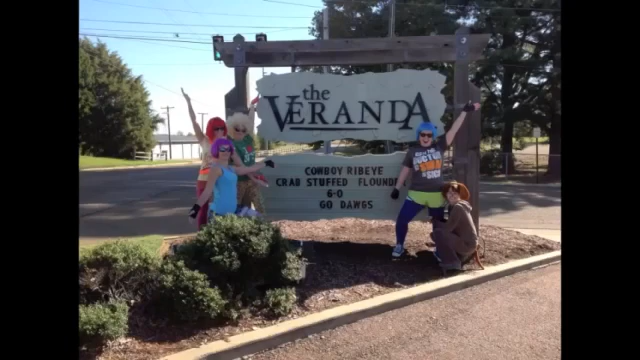 the
VERANDA
COWBOY RIBEYE
CRAB STUFFED FLOUND
6-0
GO DAWGS